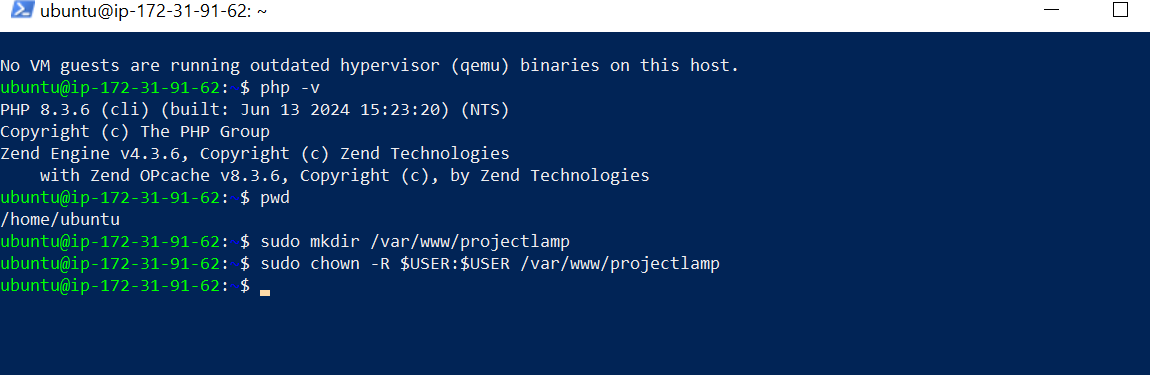 ubuntu@ip-172-31-91-62: ~
No VM guests are running outdated hypervisor (qemu) binaries on this host.
ubuntu@ip-172-31-91-62:~$ php -v
PHP 8.3.6 (cli) (built: Jun 13 2024 15:23:20) (NTS)
Copyright (c) The PHP Group
Zend Engine v4.3.6, Copyright (c) Zend Technologies
    with Zend OPcache v8.3.6, Copyright (c), by Zend Technologies
ubuntu@ip-172-31-91-62:~$ pwd
/home/ubuntu
ubuntu@ip-172-31-91-62:~$ sudo mkdir /var/www/projectlamp
ubuntu@ip-172-31-91-62:~$ sudo chown -R $USER:$USER /var/www/projectlamp
ubuntu@ip-172-31-91-62:~$